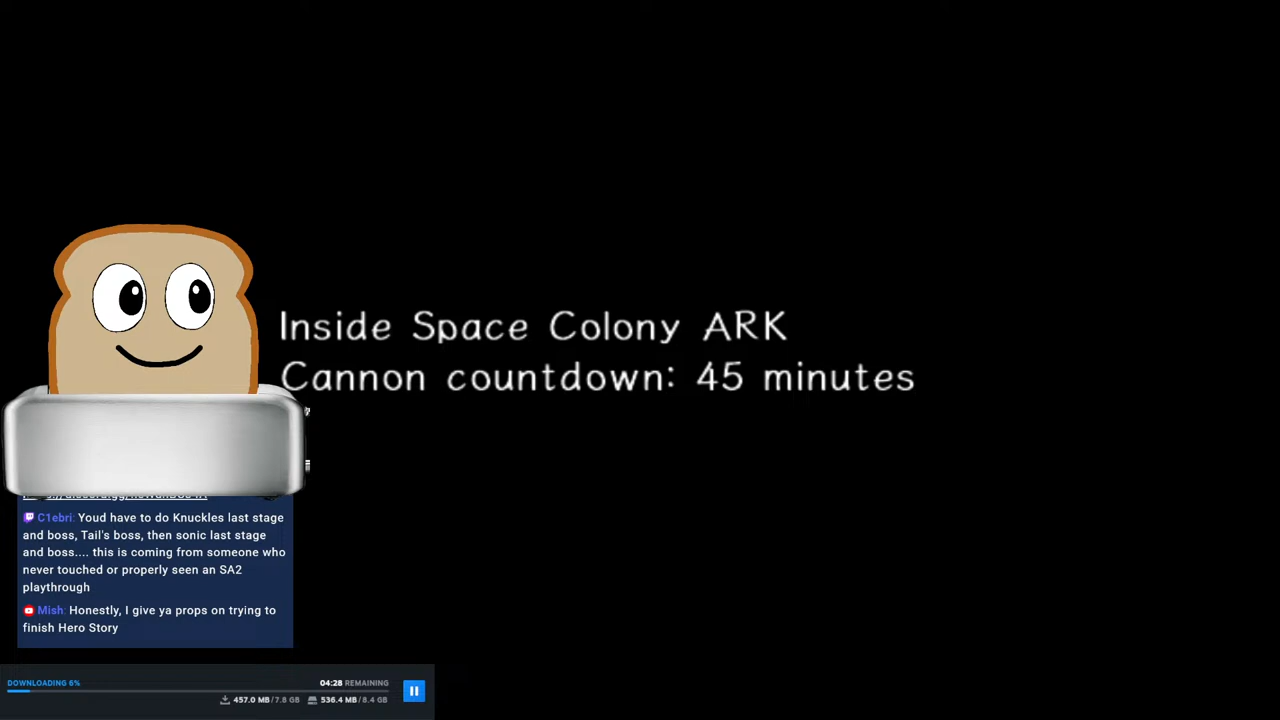 Inside Space Colony ARK
Cannon countdown: 45 minutes
C1ebri: Youd have to do Knuckles last stage
and boss, Tail's boss, then sonic last stage
and boss.... this is coming from someone who
never touched or properly seen an SA2
playthrough
Mish: Honestly, I give ya props on trying to
finish Hero Story
DOWNLOADING 6%
04:28 REMAINING
457.0 MB/7.8 GB
536.4 MB/8.4 GB